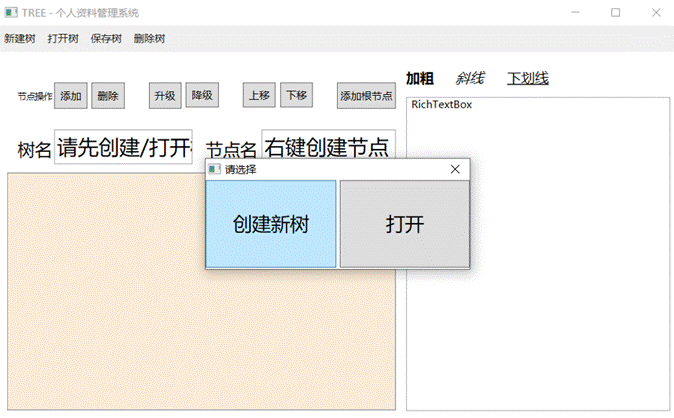 TREE - 个人资料管理系统
新建树 打开树 保存树 删除树
节点操作 添加 删除 升级 降级 上移 下移 添加根节点
加粗 斜线 下划线
RichTextBox
树名 请先创建/打开 节点名 右键创建节点
请选择
创建新树 打开